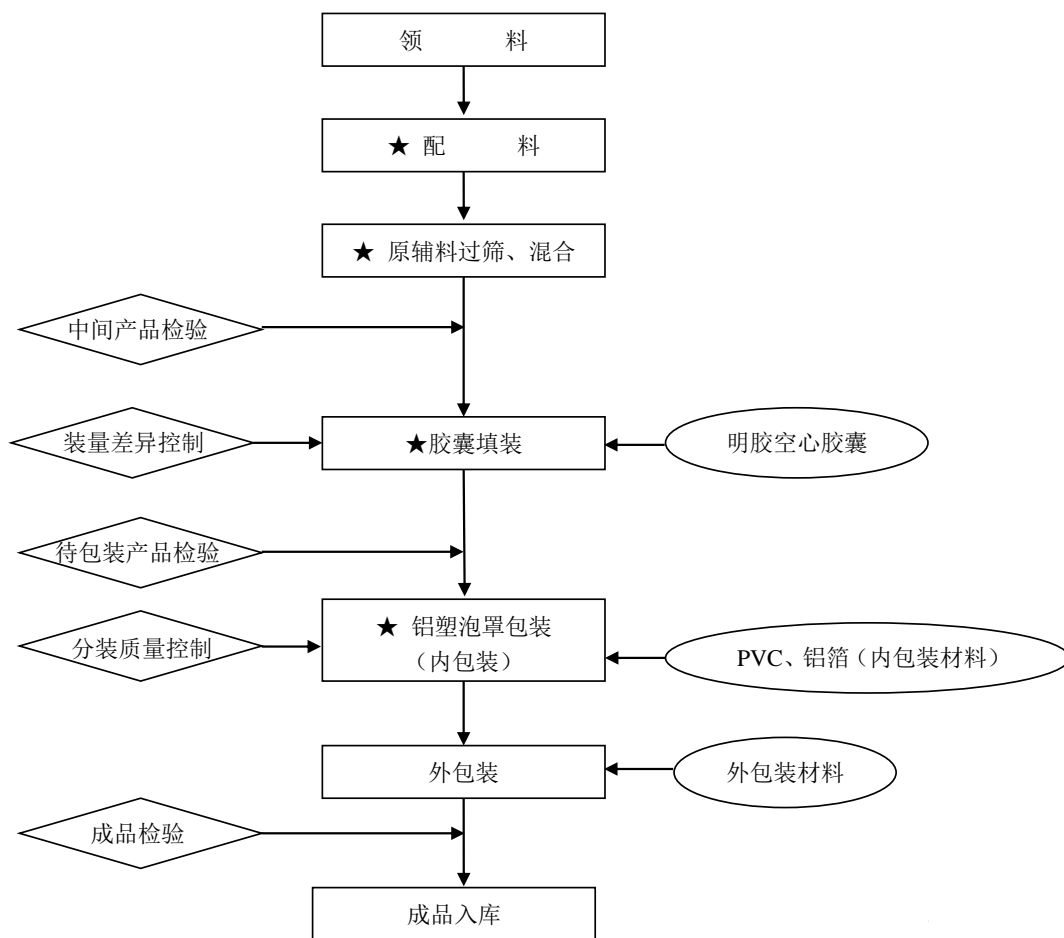 领 料
★ 配 料
★ 原辅料过筛、混合
中间产品检验
装量差异控制
★胶囊填装
明胶空心胶囊
待包装产品检验
分装质量控制
★ 铝塑泡罩包装
（内包装）
PVC、铝箔（内包装材料）
外包装
外包装材料
成品检验
成品入库